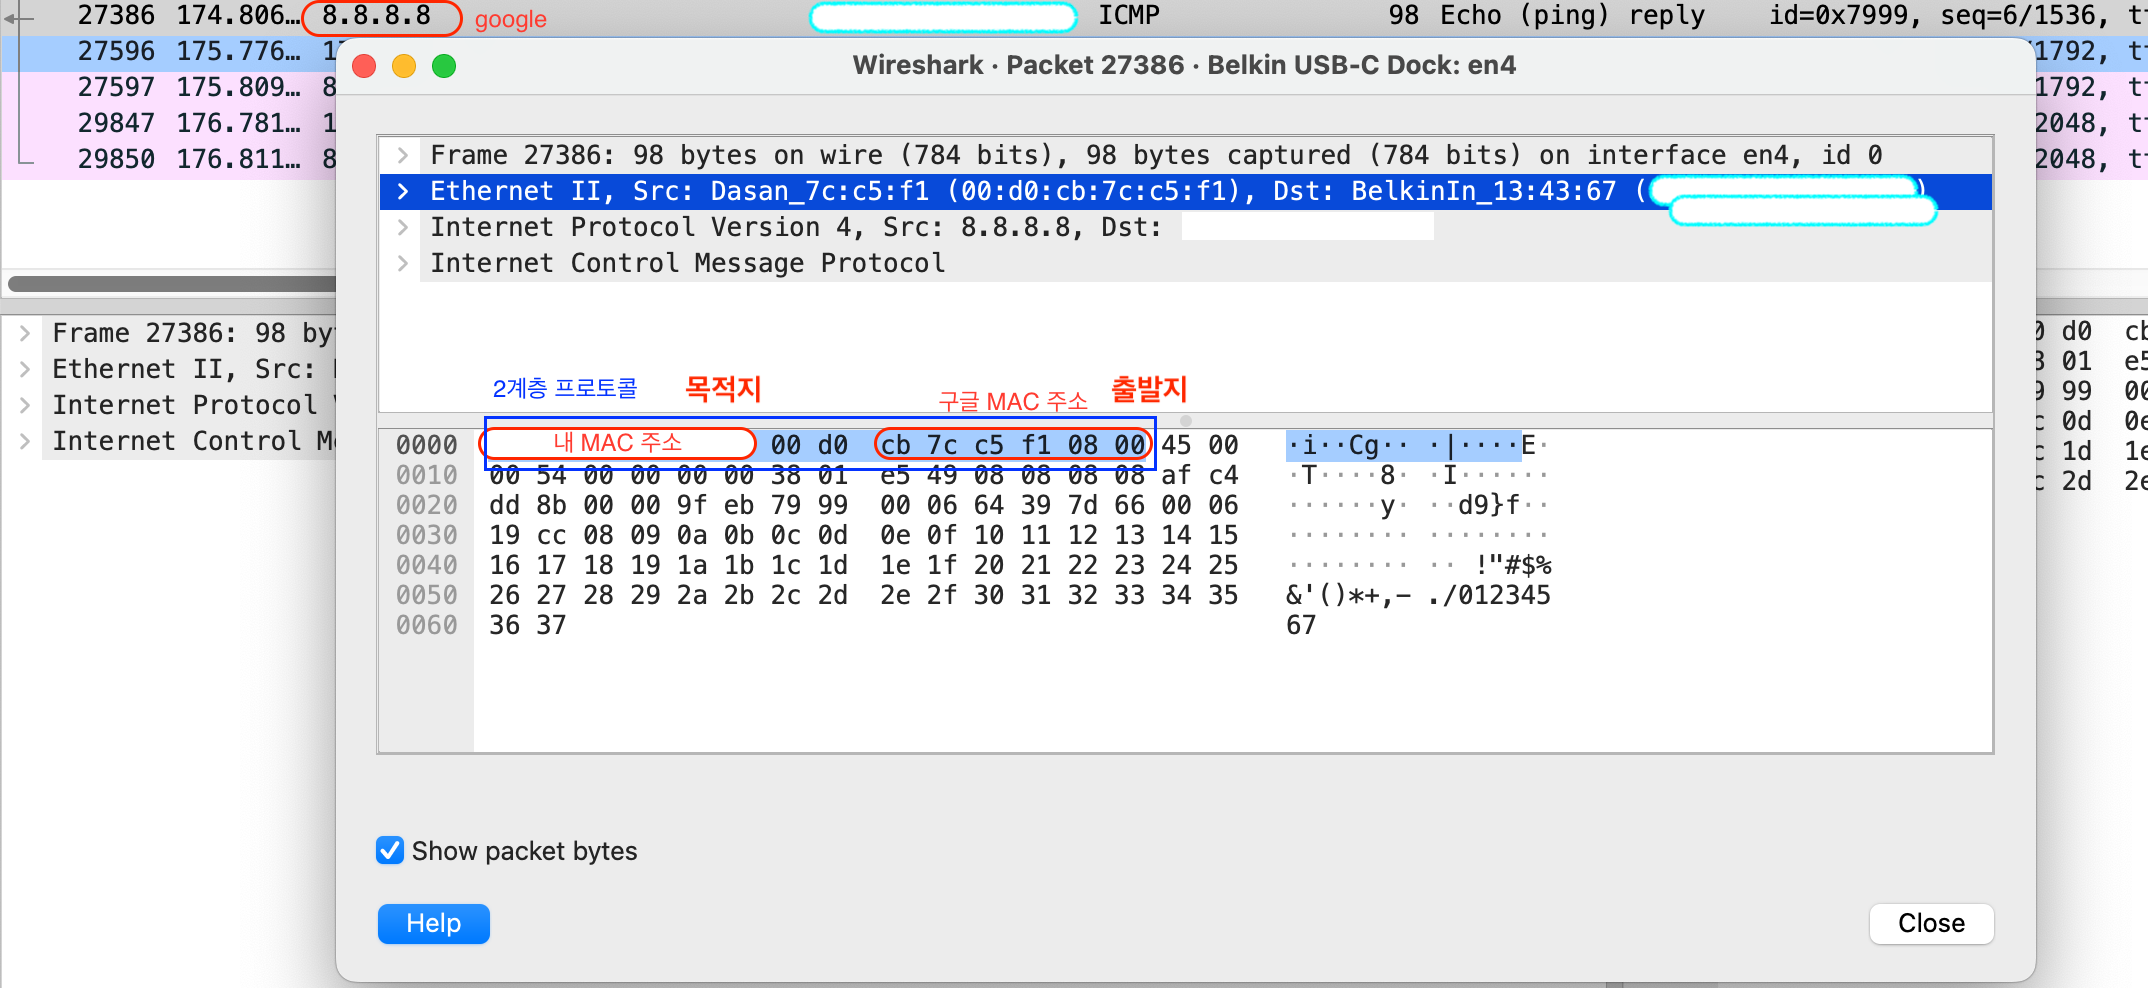 27386 174.806… 8.8.8.8 google ICMP 98 Echo (ping) reply id=0x7999, seq=6/1536,
27596 175.776… /1792,
27597 175.809… 8 1792,
29847 176.781… 1 2048,
29850 176.811… 8 2048,
Wireshark · Packet 27386 · Belkin USB-C Dock: en4
Frame 27386: 98 bytes on wire (784 bits), 98 bytes captured (784 bits) on interface en4, id 0
Ethernet II, Src: Dasan_7c:c5:f1 (00:d0:cb:7c:c5:f1), Dst: BelkinIn_13:43:67 ( )
Internet Protocol Version 4, Src: 8.8.8.8, Dst:
Internet Control Message Protocol
Frame 27386: 98 by
Ethernet II, Src:
Internet Protocol
Internet Control
d0 cb
01
99 00
0d
1d
2d
2계층 프로토콜 목적지 구글 MAC 주소 출발지
0000 내 MAC 주소 00 d0 cb 7c c5 f1 08 00 45 00 ·i··Cg·· ·|····E·
0010 00 54 00 00 00 00 38 01 e5 49 08 08 08 08 af c4 ·T····8· ·I······
0020 dd 8b 00 00 9f eb 79 99 00 06 64 39 7d 66 00 06 ······y· ··d9}f··
0030 19 cc 08 09 0a 0b 0c 0d 0e 0f 10 11 12 13 14 15 ········ ········
0040 16 17 18 19 1a 1b 1c 1d 1e 1f 20 21 22 23 24 25 ········ ·· !"#$%
0050 26 27 28 29 2a 2b 2c 2d 2e 2f 30 31 32 33 34 35 &'()*+,- ./012345
0060 36 37 67
Show packet bytes
Help
Close